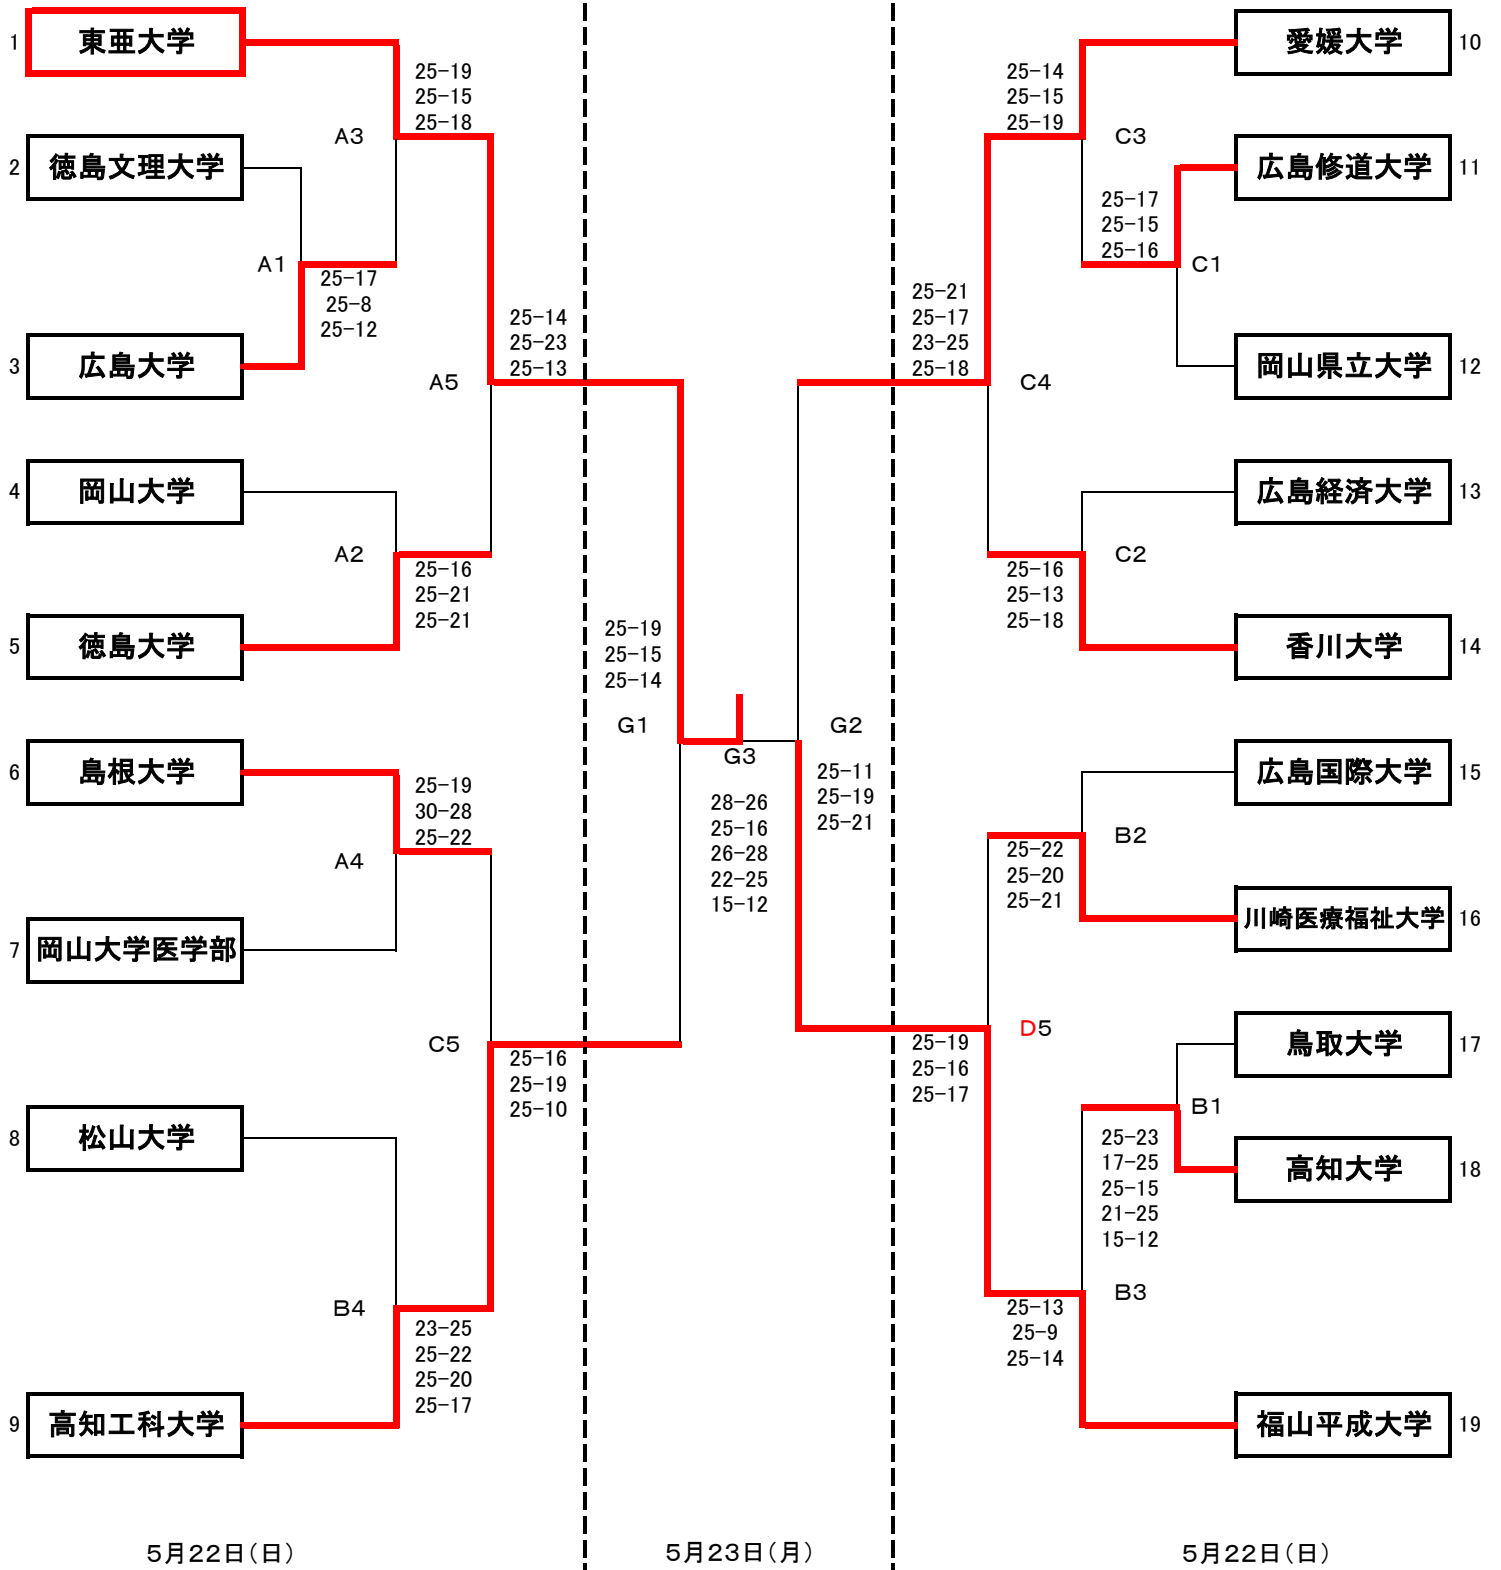 1 東亜大学
2 徳島文理大学
3 広島大学
4 岡山大学
5 徳島大学
6 島根大学
7 岡山大学医学部
8 松山大学
9 高知工科大学
A3
25-19
25-15
25-18
A1
25-17
25-8
25-12
A5
25-14
25-23
25-13
A2
25-16
25-21
25-21
A4
25-19
30-28
25-22
C5
25-16
25-19
25-10
B4
23-25
25-22
25-20
25-17
G1
25-19
25-15
25-14
G3
28-26
25-16
26-28
22-25
15-12
G2
25-11
25-19
25-21
25-14
25-15
25-19
C3
25-17
25-15
25-16
C1
25-21
25-17
23-25
25-18
C4
C2
25-16
25-13
25-18
B2
25-22
25-20
25-21
D5
25-19
25-16
25-17
B1
25-23
17-25
25-15
21-25
15-12
B3
25-13
25-9
25-14
愛媛大学 10
広島修道大学 11
岡山県立大学 12
広島経済大学 13
香川大学 14
広島国際大学 15
川崎医療福祉大学 16
鳥取大学 17
高知大学 18
福山平成大学 19
5月22日(日)
5月23日(月)
5月22日(日)